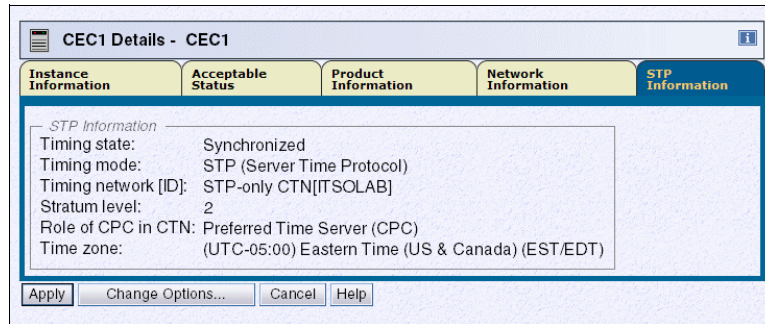 CEC1 Details - CEC1
i
Instance Information
Acceptable Status
Product Information
Network Information
STP Information
STP Information
Timing state: Synchronized
Timing mode: STP (Server Time Protocol)
Timing network [ID]: STP-only CTN[ITSOLAB]
Stratum level: 2
Role of CPC in CTN: Preferred Time Server (CPC)
Time zone: (UTC-05:00) Eastern Time (US & Canada) (EST/EDT)
Apply Change Options... Cancel Help